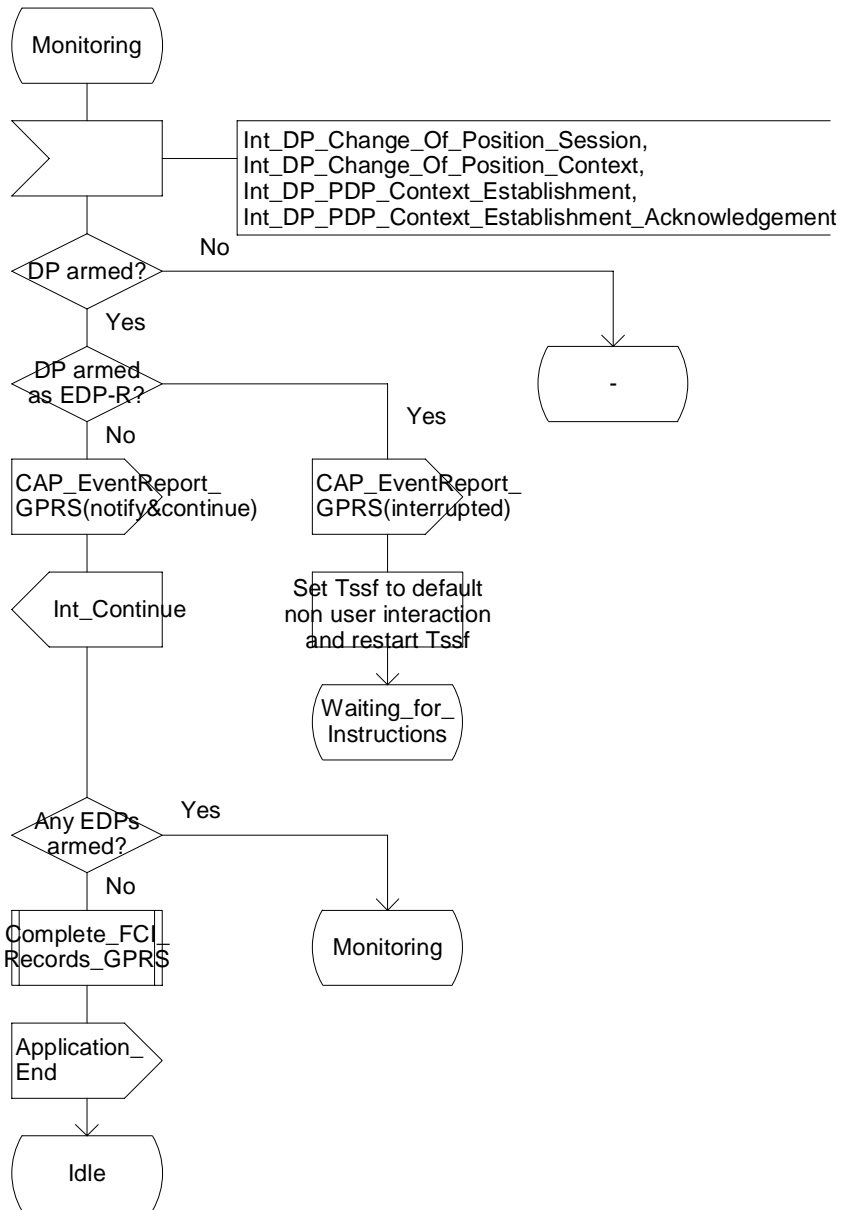 Monitoring
Int_DP_Change_Of_Position_Session,
Int_DP_Change_Of_Position_Context,
Int_DP_PDP_Context_Establishment,
Int_DP_PDP_Context_Establishment_Acknowledgement
No
DP armed?
Yes
DP armed
as EDP-R?
-
Yes
No
CAP_EventReport_
GPRS(notify&continue)
CAP_EventReport_
GPRS(interrupted)
Int_Continue
Set Tssf to default
non user interaction
and restart Tssf
Waiting_for_
Instructions
Any EDPs
armed?
Yes
No
Complete_FCI_
Records_GPRS
Monitoring
Application_
End
Idle